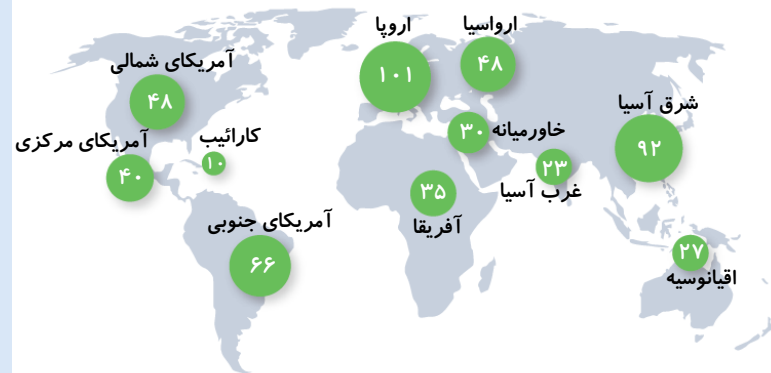 اروپا
۱۰۱
ارواسیا
۴۸
آمریکای شمالی
۴۸
شرق آسیا
۹۲
خاورمیانه
۳۰
کارائیب
۱۰
آمریکای مرکزی
۴۰
۲۳
غرب آسیا
۳۵
آفریقا
آمریکای جنوبی
۶۶
۲۷
اقیانوسیه